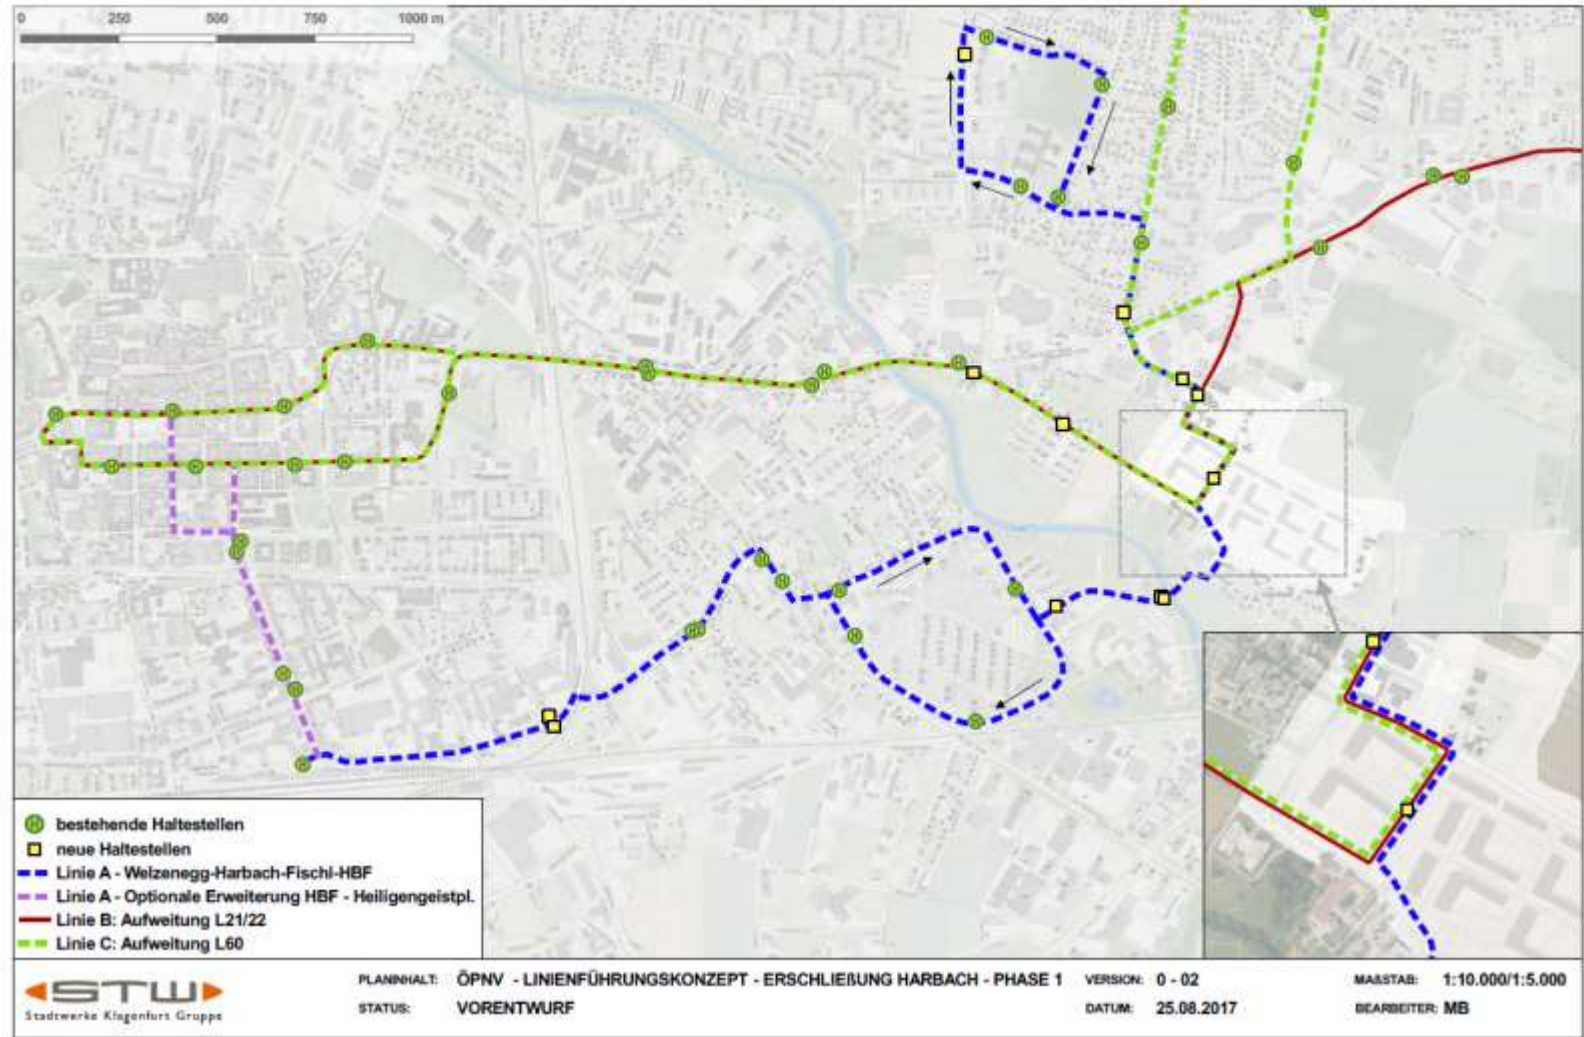 0 250 500 750 1000 m
bestehende Haltestellen
neue Haltestellen
Linie A - Welzenegg-Harbach-Fischl-HBF
Linie A - Optionale Erweiterung HBF - Heiligengeistpl.
Linie B: Aufweitung L21/22
Linie C: Aufweitung L60
STW
Stadtwerke Klagenfurt Gruppe
PLANINHALT: ÖPNV - LINIENFÜHRUNGSKONZEPT - ERSCHLIEßUNG HARBACH - PHASE 1
STATUS: VORENTWURF
VERSION: 0 - 02
DATUM: 25.08.2017
MAßSTAB: 1:10.000/1:5.000
BEARBEITER: MB